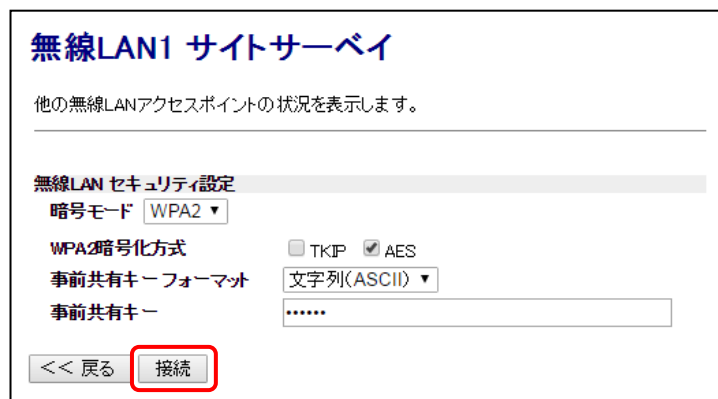 無線LAN1 サイトサーベイ
他の無線LANアクセスポイントの状況を表示します。
無線LAN セキュリティ設定
暗号モード WPA2 ▼
WPA2暗号化方式 TKIP AES
事前共有キーフォーマット 文字列(ASCII) ▼
事前共有キー ••••••
<< 戻る 接続